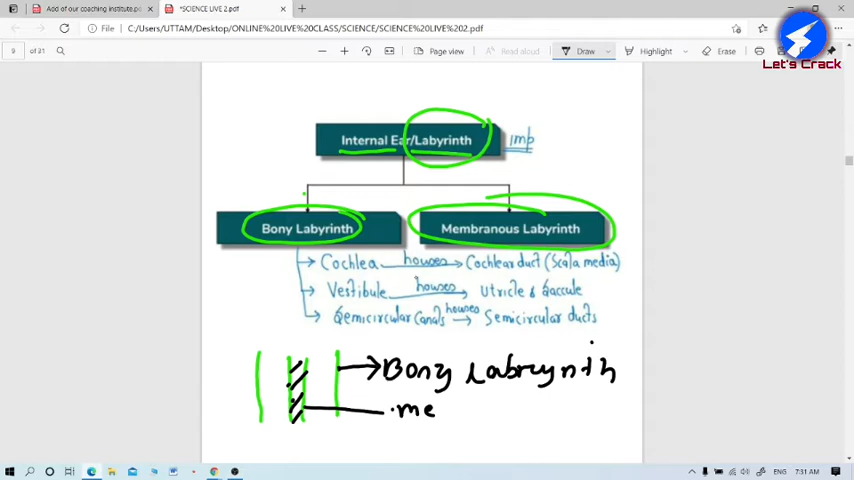 Add of our coaching institute.pd
*SCIENCE LIVE 2.pdf
File
C:/Users/UTTAM/Desktop/ONLINE%20LIVE%20CLASS/SCIENCE/SCIENCE%20LIVE%202.pdf
Let's Crack
9 of 31
Page view
Read aloud
Draw
Highlight
Erase
Internal Ear/Labyrinth
imp
Bony Labyrinth
Membranous Labyrinth
Cochlea houses Cochlear duct (Scala media)
Vestibule houses Utricle & Saccule
Semicircular canals houses Semicircular ducts
Bony Labryinth
me
ENG
7:31 AM